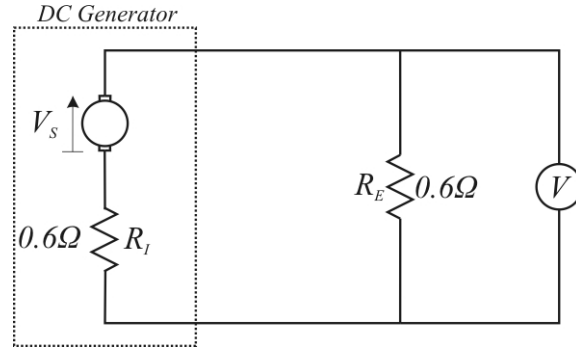 DC Generator
V_S
R_E 0.6Ω
V
0.6Ω R_I